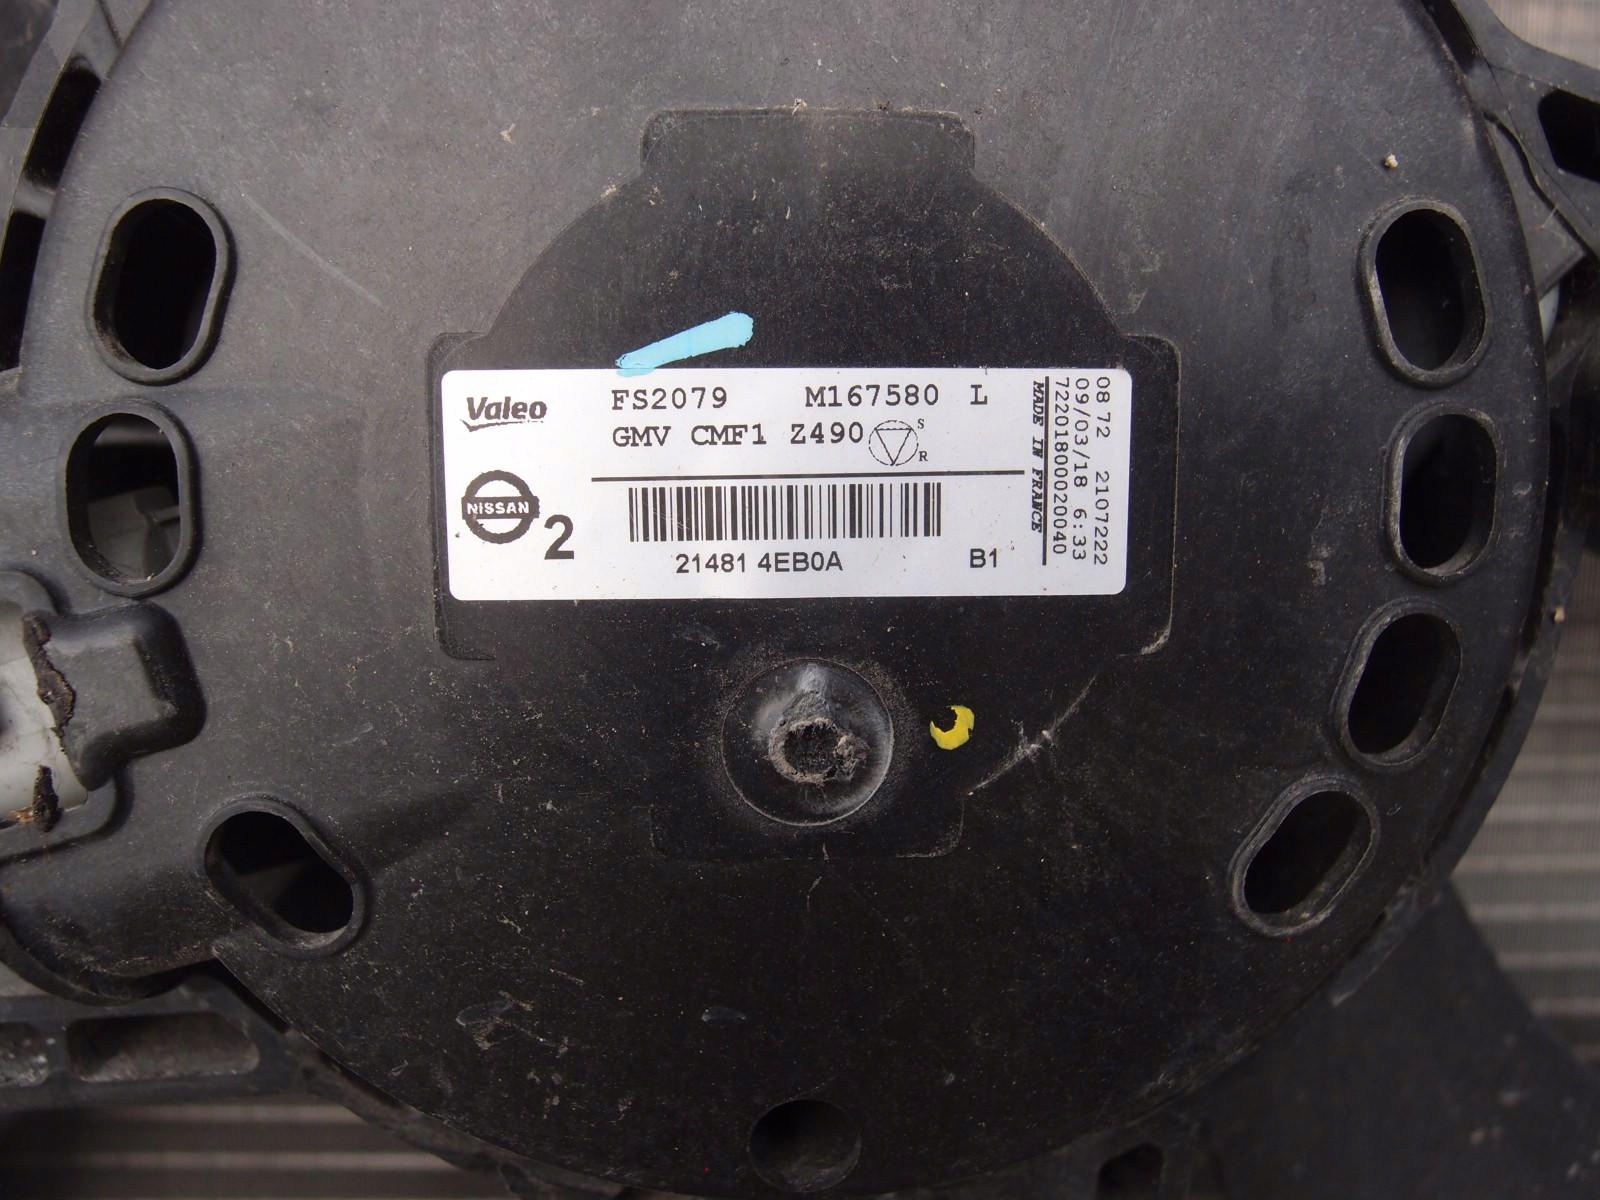 Valeo
FS2079 M167580 L
GMV CMF1 Z490
S
R
NISSAN
2
21481 4EB0A
B1
MADE IN FRANCE
08 72 2107222
09/03/18 6:33
7220180002040